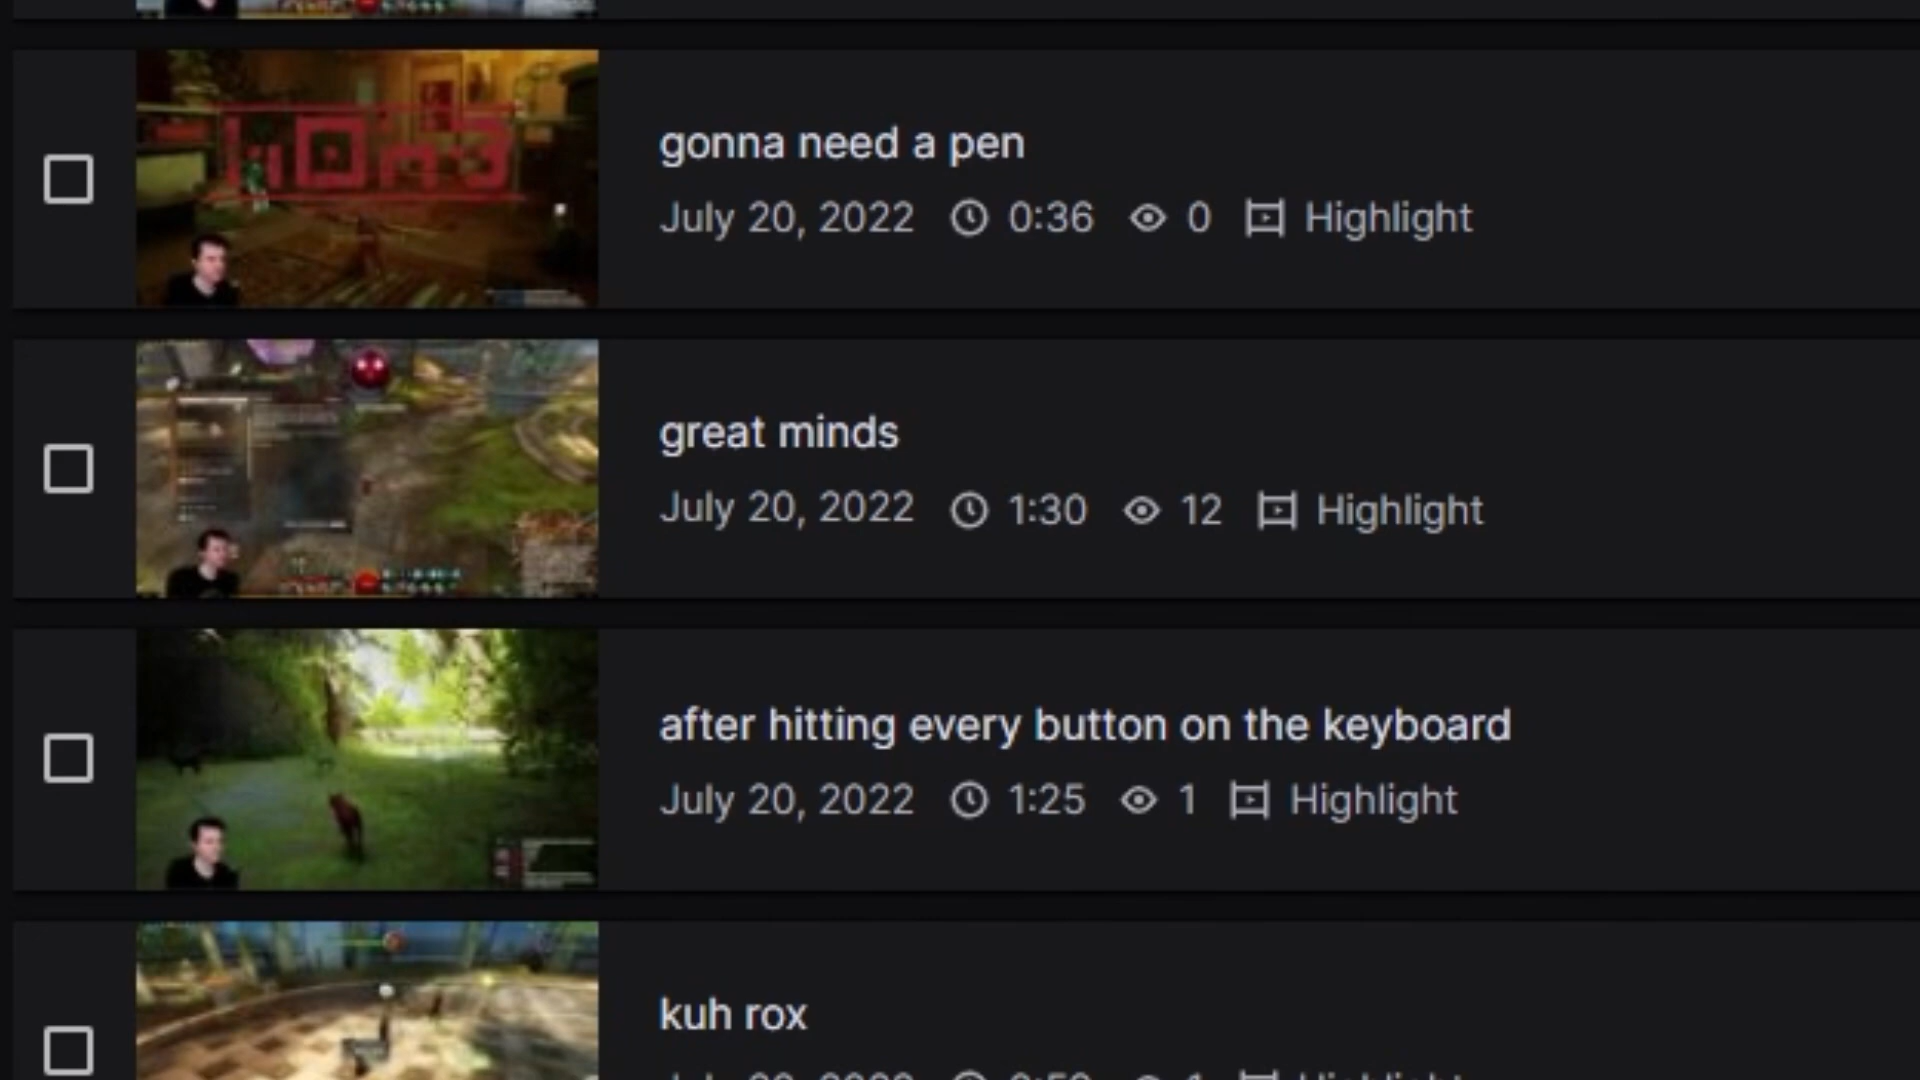 gonna need a pen
July 20, 2022 0:36 0 Highlight
great minds
July 20, 2022 1:30 12 Highlight
after hitting every button on the keyboard
July 20, 2022 1:25 1 Highlight
kuh rox